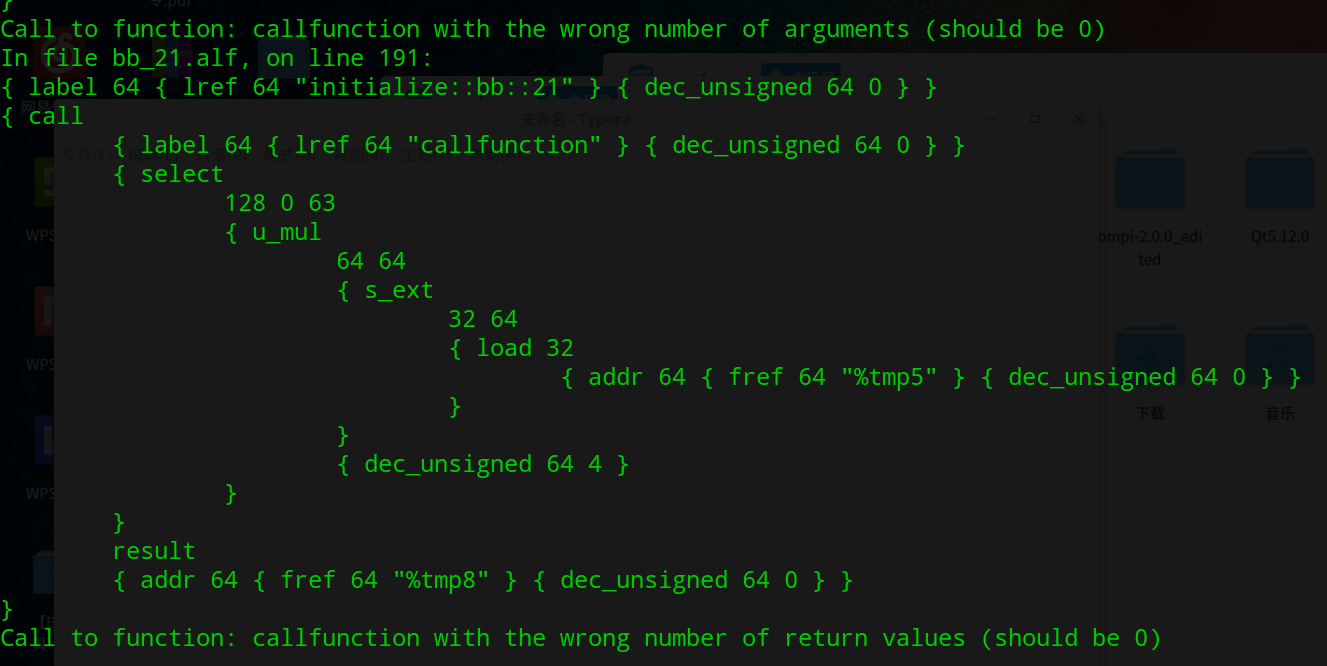 }
令.pdf
Call to function: callfunction with the wrong number of arguments (should be 0)
In file bb_21.alf, on line 191:
{ label 64 { lref 64 "initialize::bb::21" } { dec_unsigned 64 0 } }
{ call
未命名 - Typora
{ label 64 { lref 64 "callfunction" } { dec_unsigned 64 0 } }
{ select
128 0 63
{ u_mul
WPS
ompi-2.0.0_edi
ted
Qt5.12.0
64 64
{ s_ext
32 64
{ load 32
WPS
{ addr 64 { fref 64 "%tmp5" } { dec_unsigned 64 0 } }
}
下载
音乐
}
{ dec_unsigned 64 4 }
}
WPS
}
result
{ addr 64 { fref 64 "%tmp8" } { dec_unsigned 64 0 } }
}
Call to function: callfunction with the wrong number of return values (should be 0)